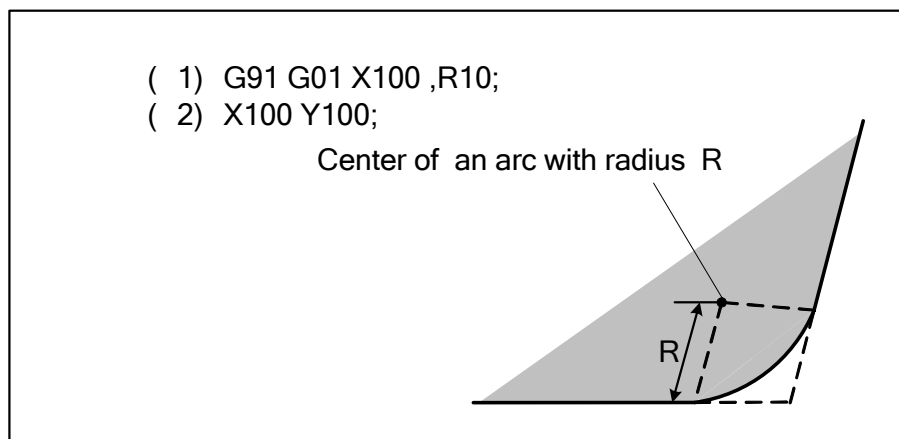 ( 1) G91 G01 X100 ,R10;
( 2) X100 Y100;
Center of an arc with radius R
R